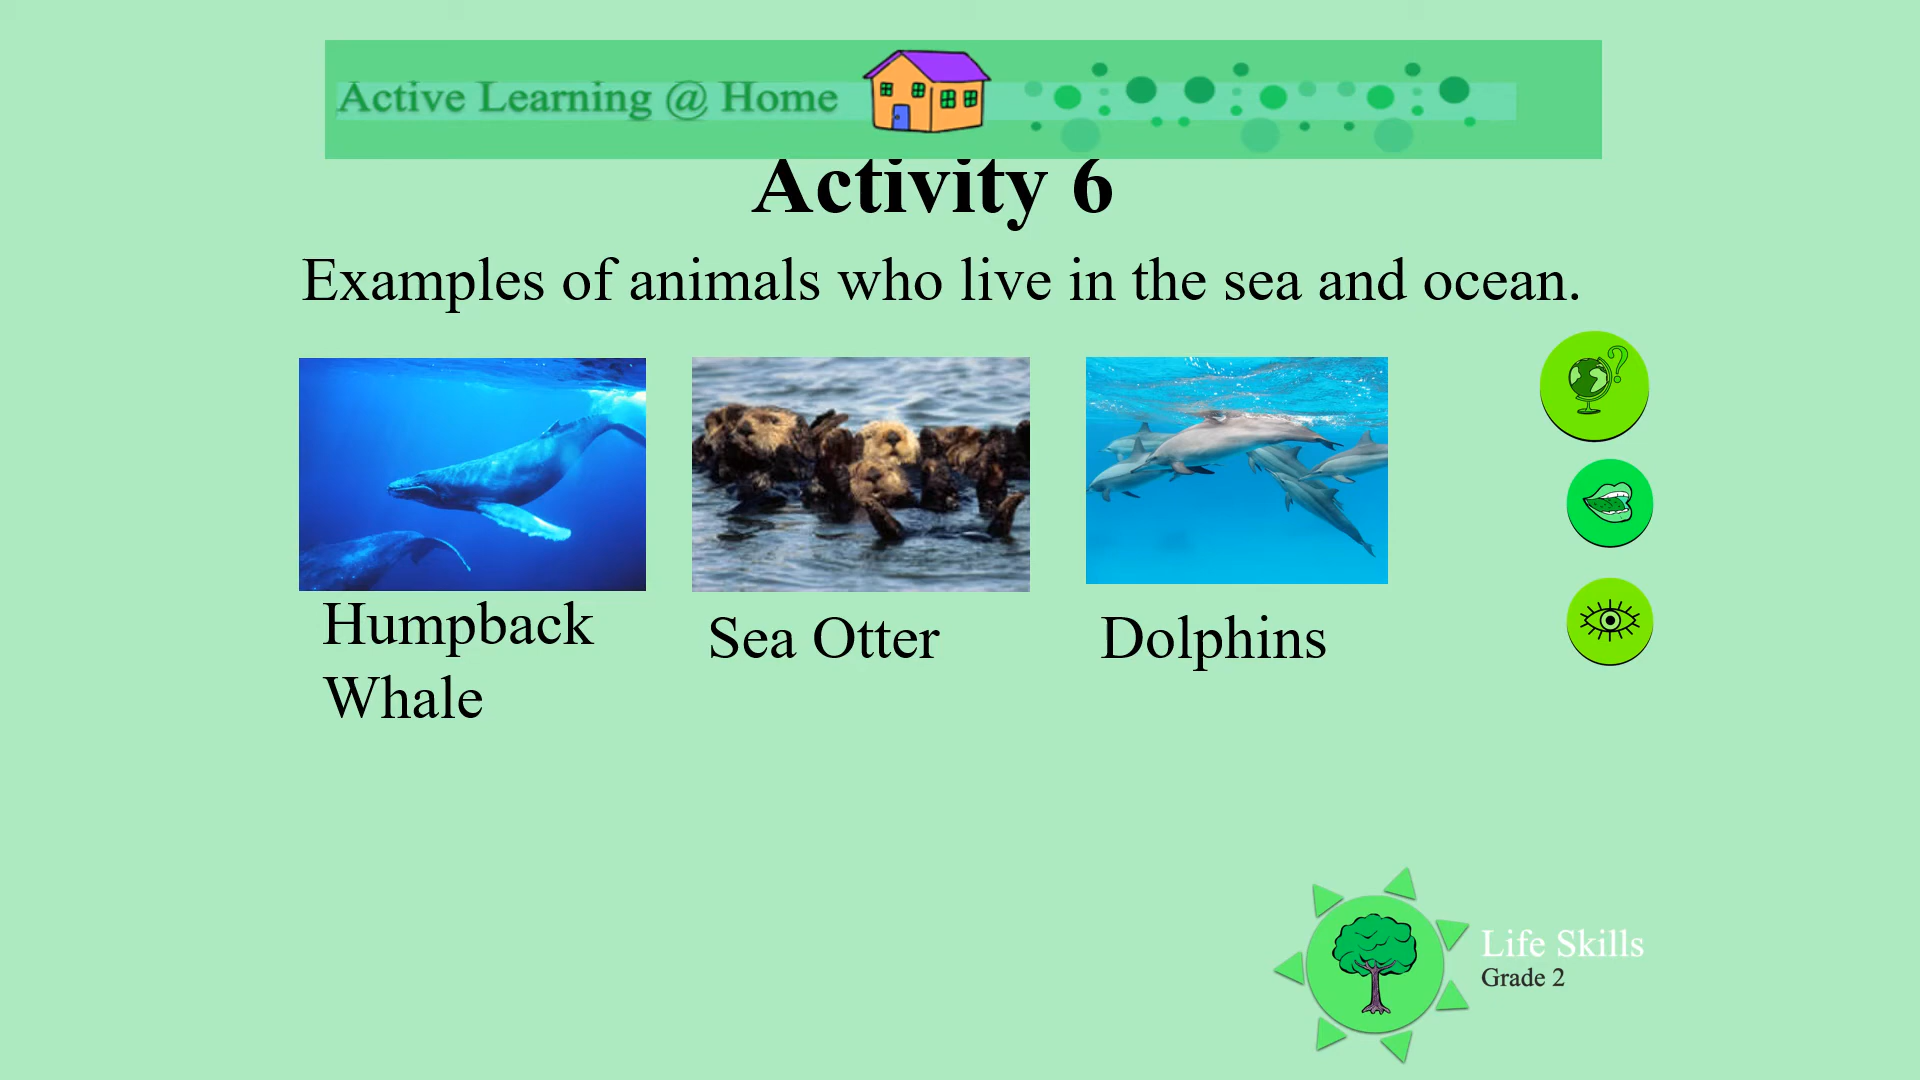 Active Learning @ Home
Activity 6
Examples of animals who live in the sea and ocean.
Humpback
Whale
Sea Otter
Dolphins
?
Life Skills
Grade 2